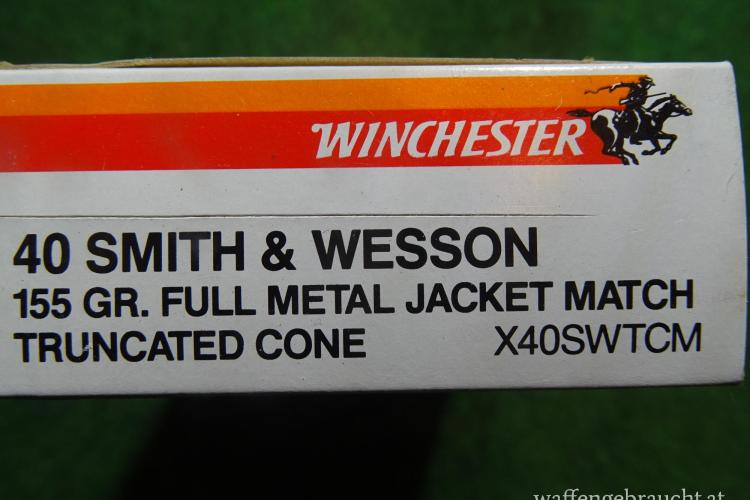 WINCHESTER
40 SMITH & WESSON
155 GR. FULL METAL JACKET MATCH
TRUNCATED CONE X40SWTCM
waffengebraucht.at